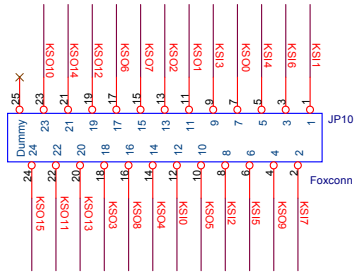 KSO10 KSO14 KSO12 KSO6 KSO7 KSO2 KSO1 KSI3 KSO0 KSI4 KSI6 KSI1
25 23 21 19 17 15 13 11 9 7 5 3 1
JP10
Dummy 23 21 19 17 15 13 11 9 7 5 3 1
24 22 20 18 16 14 12 10 8 6 4 2
24 22 20 18 16 14 12 10 8 6 4 2
Foxconn
KSO15 KSO11 KSO13 KSO3 KSO8 KSO4 KSI0 KSO5 KSI2 KSI5 KSO9 KSI7